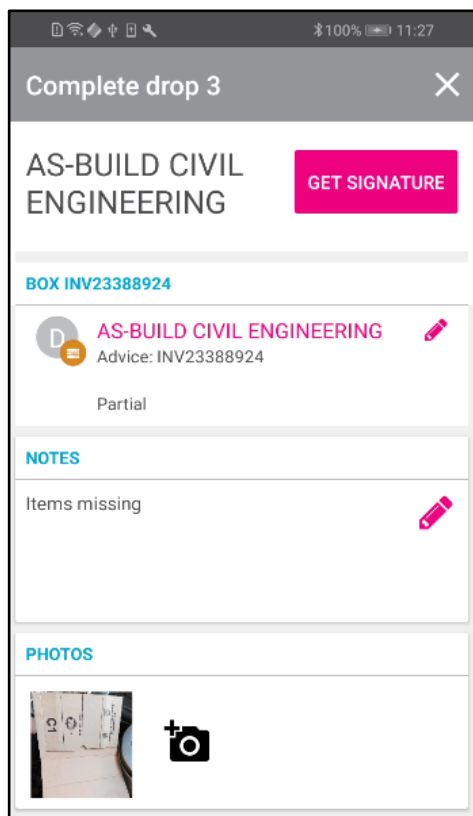 100% 11:27
Complete drop 3
AS-BUILD CIVIL
ENGINEERING
GET SIGNATURE
BOX INV23388924
D
AS-BUILD CIVIL ENGINEERING
Advice: INV23388924
Partial
NOTES
Items missing
PHOTOS
C1